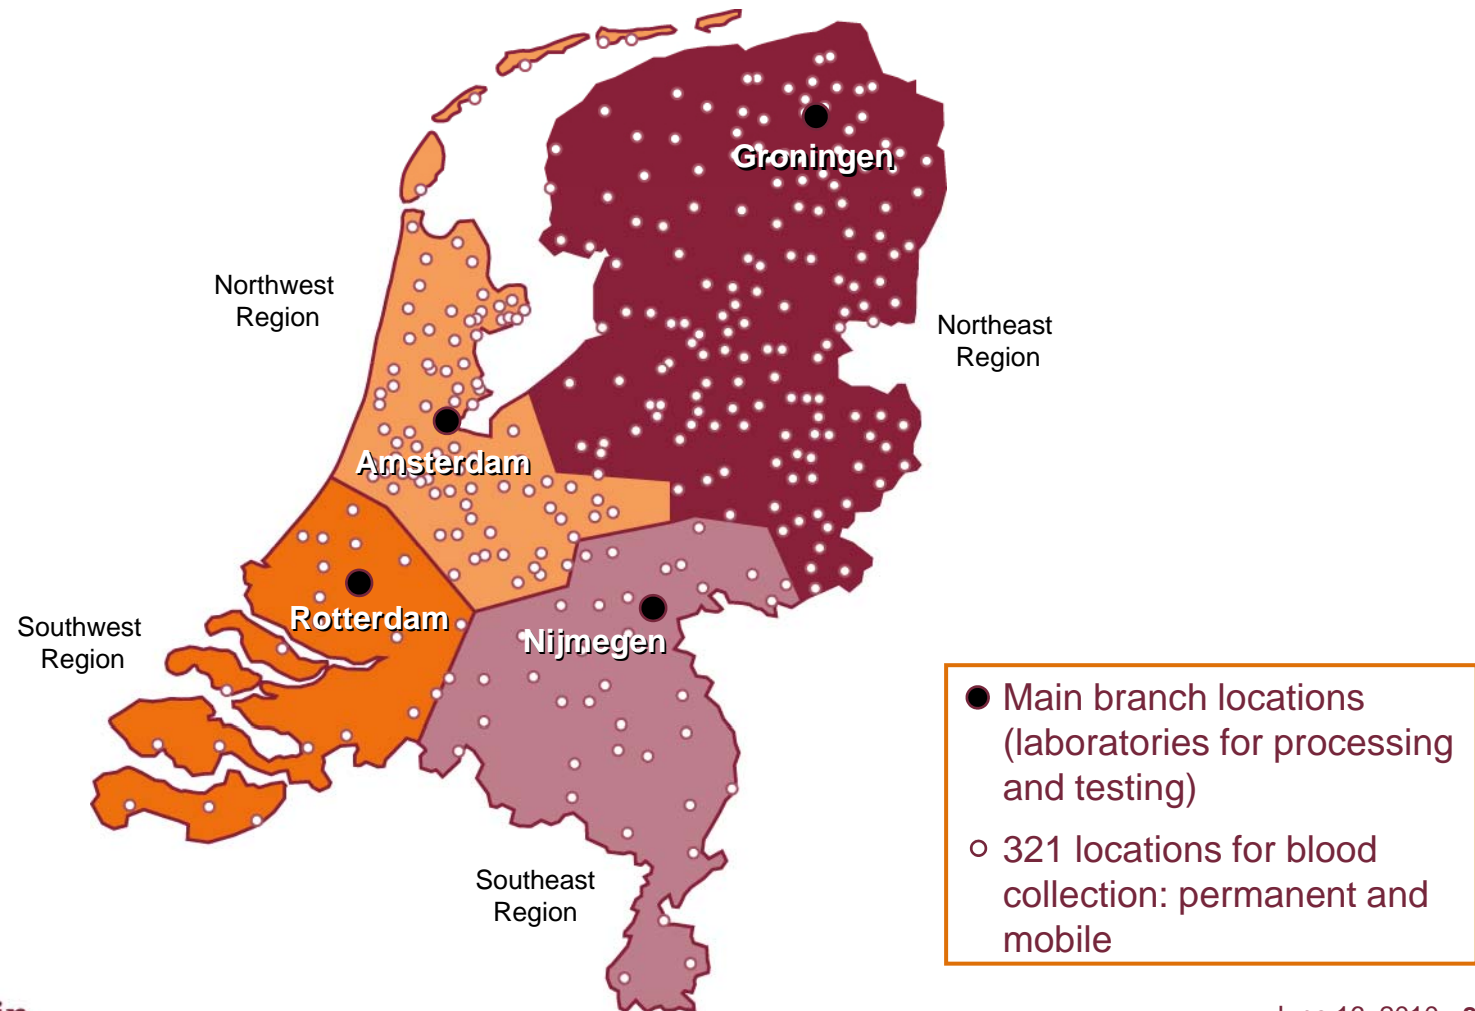 Groningen
Northwest
Region
Northeast
Region
Amsterdam
Rotterdam
Southwest
Region
Nijmegen
Main branch locations
(laboratories for processing
and testing)
321 locations for blood
collection: permanent and
mobile
Southeast
Region